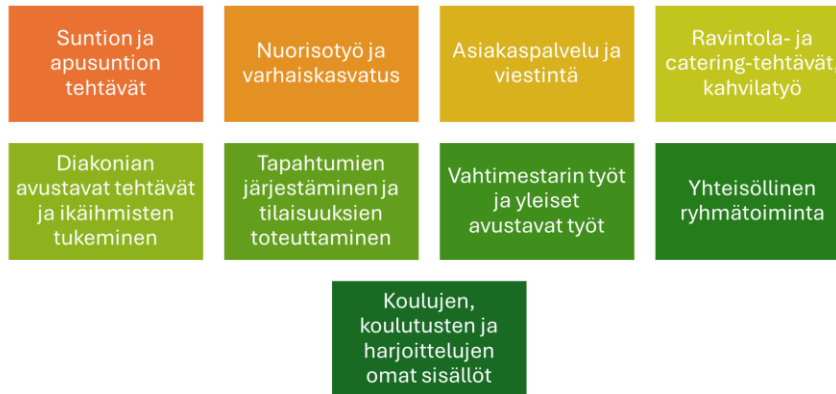 Suntion ja
apusuntion
tehtävät
Nuorisotyö ja
varhaiskasvatus
Asiakaspalvelu ja
viestintä
Ravintola- ja
catering-tehtävät,
kahvilatyö
Diakonian
avustavat tehtävät
ja ikäihmisten
tukeminen
Tapahtumien
järjestäminen ja
tilaisuuksien
toteuttaminen
Vahtimestarin työt
ja yleiset
avustavat työt
Yhteisöllinen
ryhmätoiminta
Koulujen,
koulutusten ja
harjoittelujen
omat sisällöt